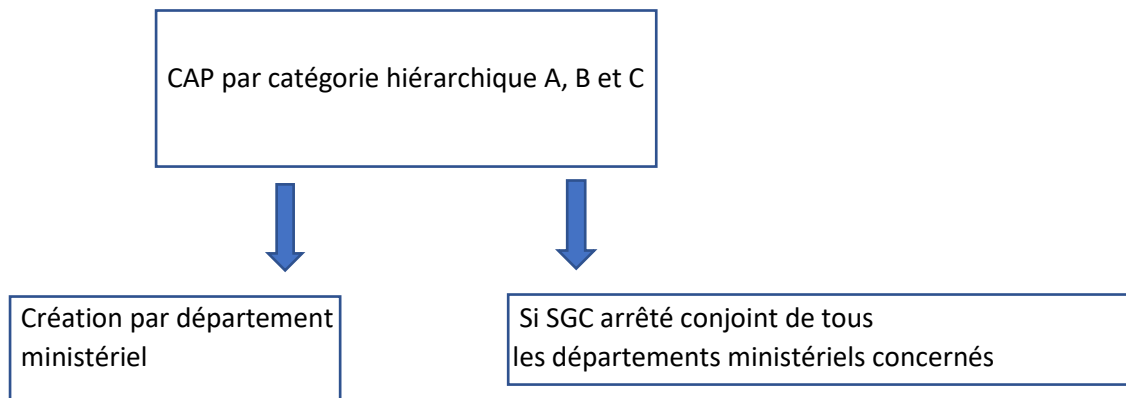 CAP par catégorie hiérarchique A, B et C
Création par département
ministériel
Si SGC arrêté conjoint de tous
les départements ministériels concernés